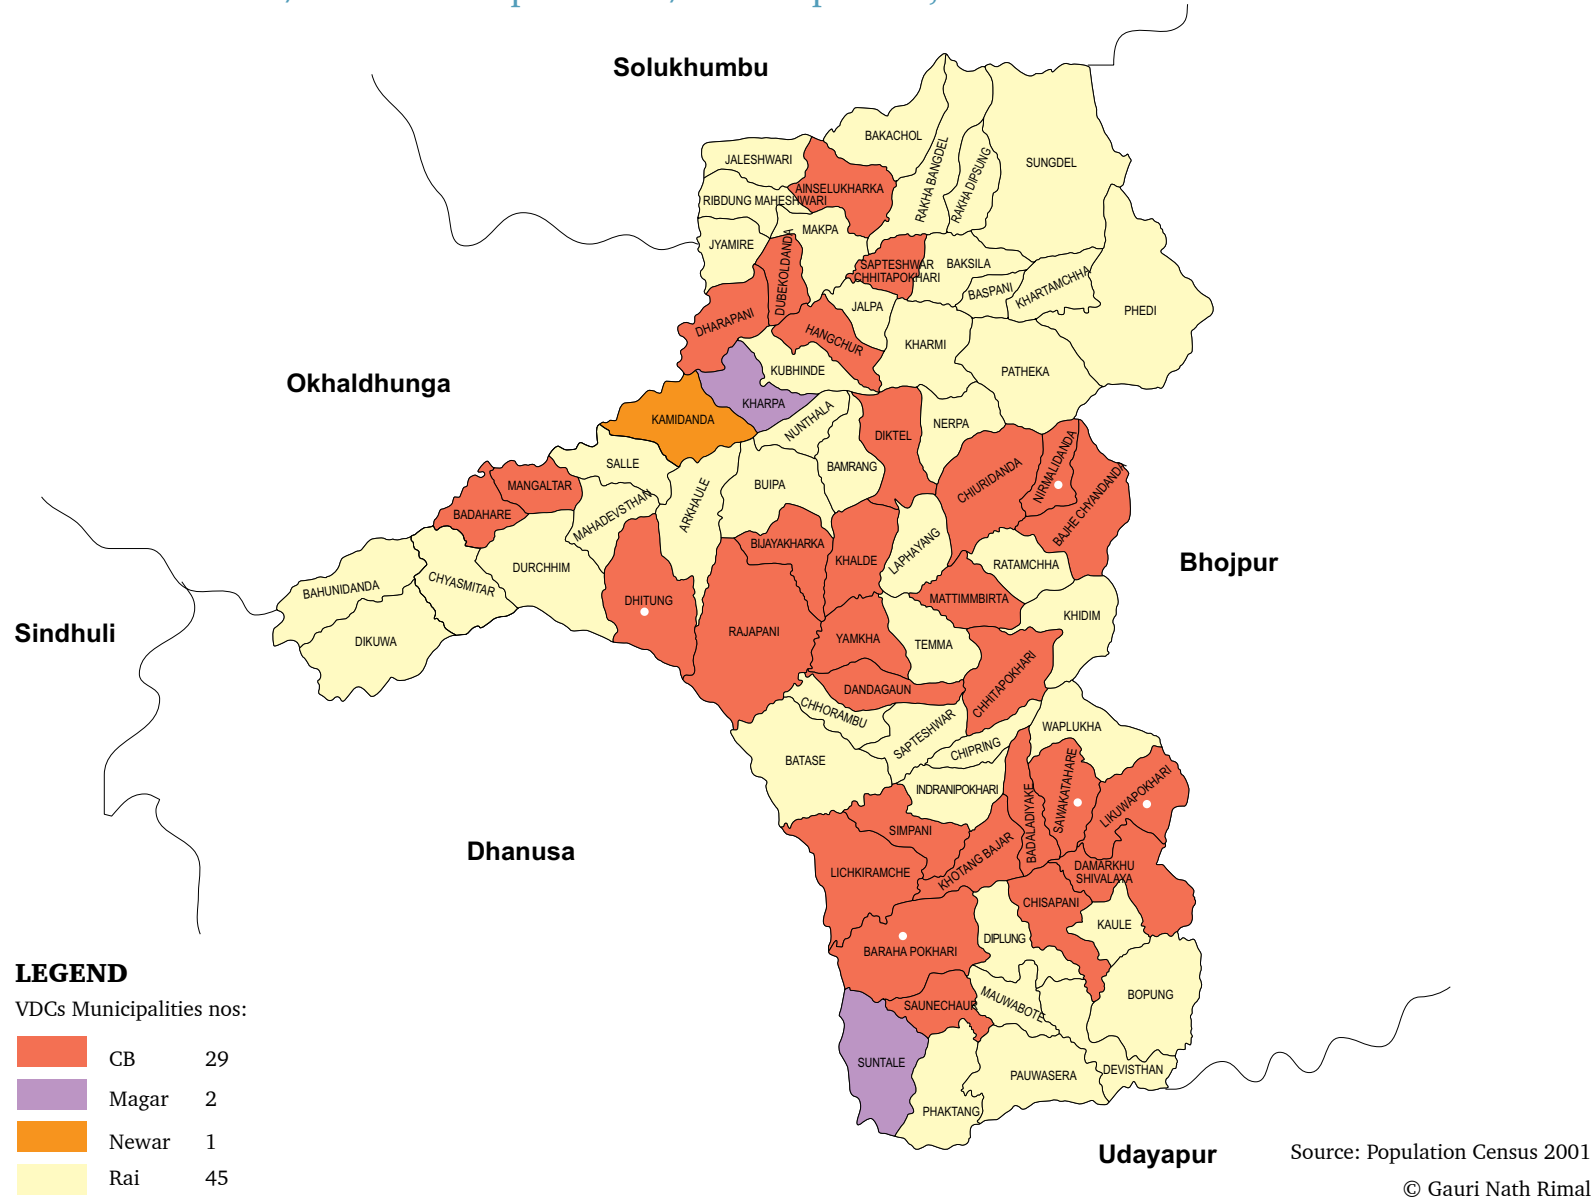 Solukhumbu
BAKACHOL
JALESHWARI
RAKHA BANGDEL
RAKHA DIPSUNG
SUNGDEL
AINSELUKHARKA
RIBDUNG MAHESHWARI
MAKPA
JYAMIRE
DUBEKOLDANDA
SAPTESHWAR
CHHITAPOKHARI
BAKSILA
BASPANI
KHARTAMCHHA
PHEDI
JALPA
DHARAPANI
HANGCHUR
KHARMI
KUBHINDE
PATHEKA
Okhaldhunga
KHARPA
KAMIDANDA
NUNTHALA
DIKTEL
NERPA
SALLE
BAMRANG
BUIPA
CHIURIDANDA
NIRMALIDANDA
BAJHE CHYANDANDA
MANGALTAR
BADAHARE
MAHADEVSTHAN
ARKHAULE
BIJAYAKHARKA
KHALDE
LAPHAYANG
RATAMCHHA
Bhojpur
BAHUNIDANDA
CHYASMITAR
DURCHHIM
DHITUNG
MATTIMMBIRTA
KHIDIM
Sindhuli
DIKUWA
RAJAPANI
YAMKHA
TEMMA
DANDAGAUN
CHHITAPOKHARI
CHHORAMBU
SAPTESHWAR
CHIPRING
WAPLUKHA
BATASE
INDRANIPOKHARI
BADALADIYAKE
SAWAKATAHARE
LIKUWAPOKHARI
SIMPANI
Dhanusa
LICHKIRAMCHE
KHOTANG BAJAR
DAMARKHU
SHIVALAYA
CHISAPANI
KAULE
DIPLUNG
BARAHA POKHARI
BOPUNG
SAUNECHAUR
MAUWABOTE
SUNTALE
PAUWASERA
DEVISTHAN
PHAKTANG
Udayapur
LEGEND
VDCs Municipalities nos:
CB 29
Magar 2
Newar 1
Rai 45
Source: Population Census 2001
© Gauri Nath Rimal